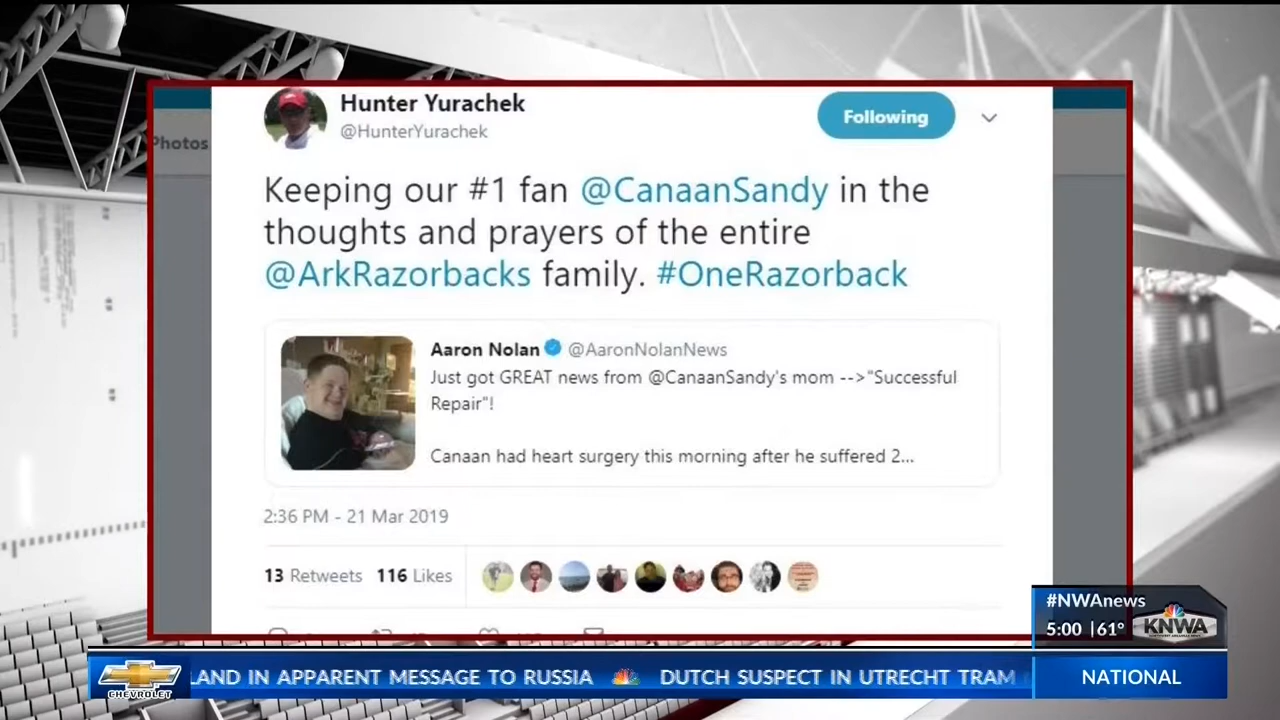 Photos
Hunter Yurachek
@HunterYurachek
Following
Keeping our #1 fan @CanaanSandy in the
thoughts and prayers of the entire
@ArkRazorbacks family. #OneRazorback
Aaron Nolan @AaronNolanNews
Just got GREAT news from @CanaanSandy's mom -->"Successful
Repair"!
Canaan had heart surgery this morning after he suffered 2...
2:36 PM - 21 Mar 2019
13 Retweets 116 Likes
#NWAnews
5:00 |61°
KNWA
CHEVROLET
LAND IN APPARENT MESSAGE TO RUSSIA DUTCH SUSPECT IN UTRECHT TRAM
NATIONAL